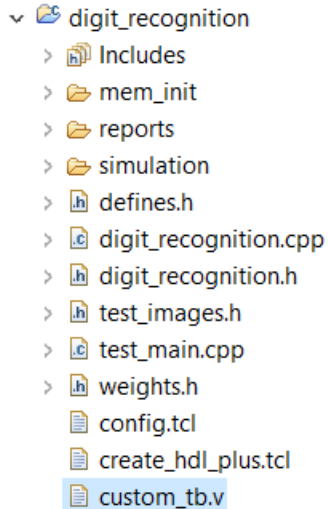 digit_recognition
Includes
mem_init
reports
simulation
defines.h
digit_recognition.cpp
digit_recognition.h
test_images.h
test_main.cpp
weights.h
config.tcl
create_hdl_plus.tcl
custom_tb.v